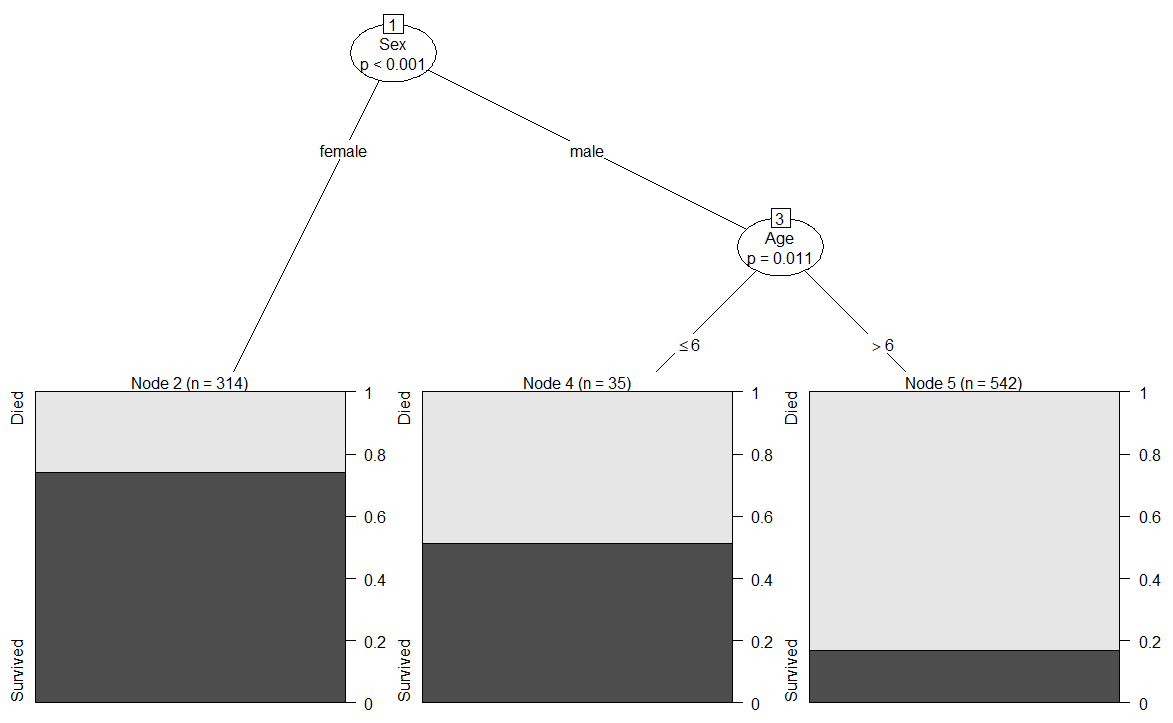 1
Sex
p < 0.001
female
male
3
Age
p = 0.011
≤ 6
> 6
Node 2 (n = 314)
Died
Survived
1
0.8
0.6
0.4
0.2
0
Node 4 (n = 35)
Died
Survived
1
0.8
0.6
0.4
0.2
0
Node 5 (n = 542)
Died
Survived
1
0.8
0.6
0.4
0.2
0